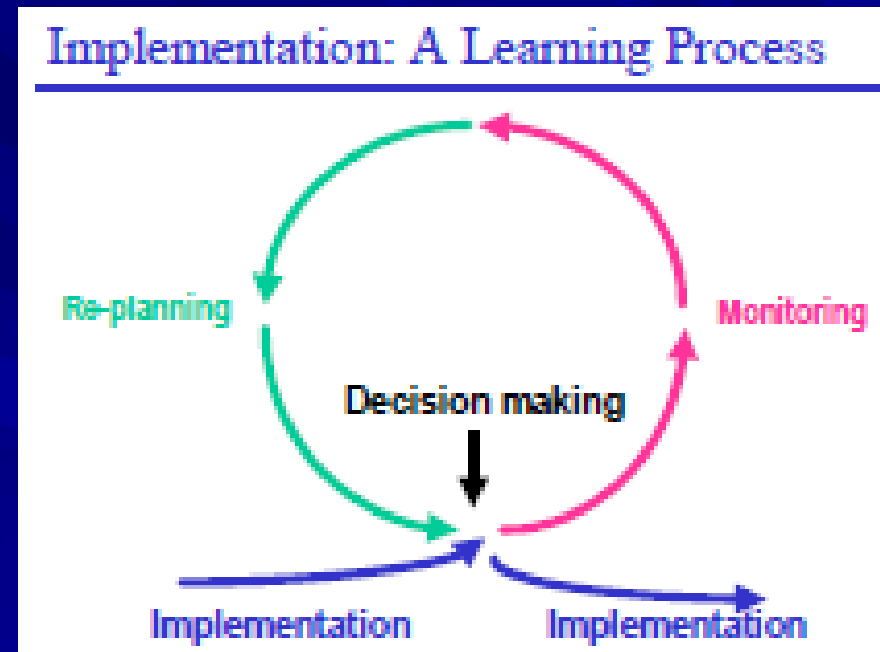 Implementation: A Learning Process
Re-planning
Monitoring
Decision making
Implementation
Implementation